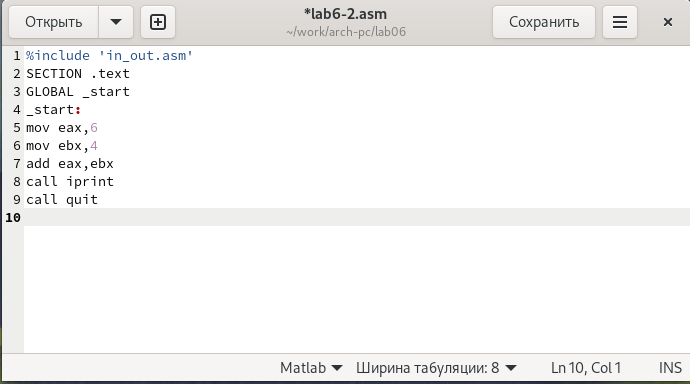 Открыть
*lab6-2.asm
~/work/arch-pc/lab06
Сохранить
1 %include 'in_out.asm'
2 SECTION .text
3 GLOBAL _start
4 _start:
5 mov eax,6
6 mov ebx,4
7 add eax,ebx
8 call iprint
9 call quit
10
Matlab Ширина табуляции: 8 Ln 10, Col 1 INS